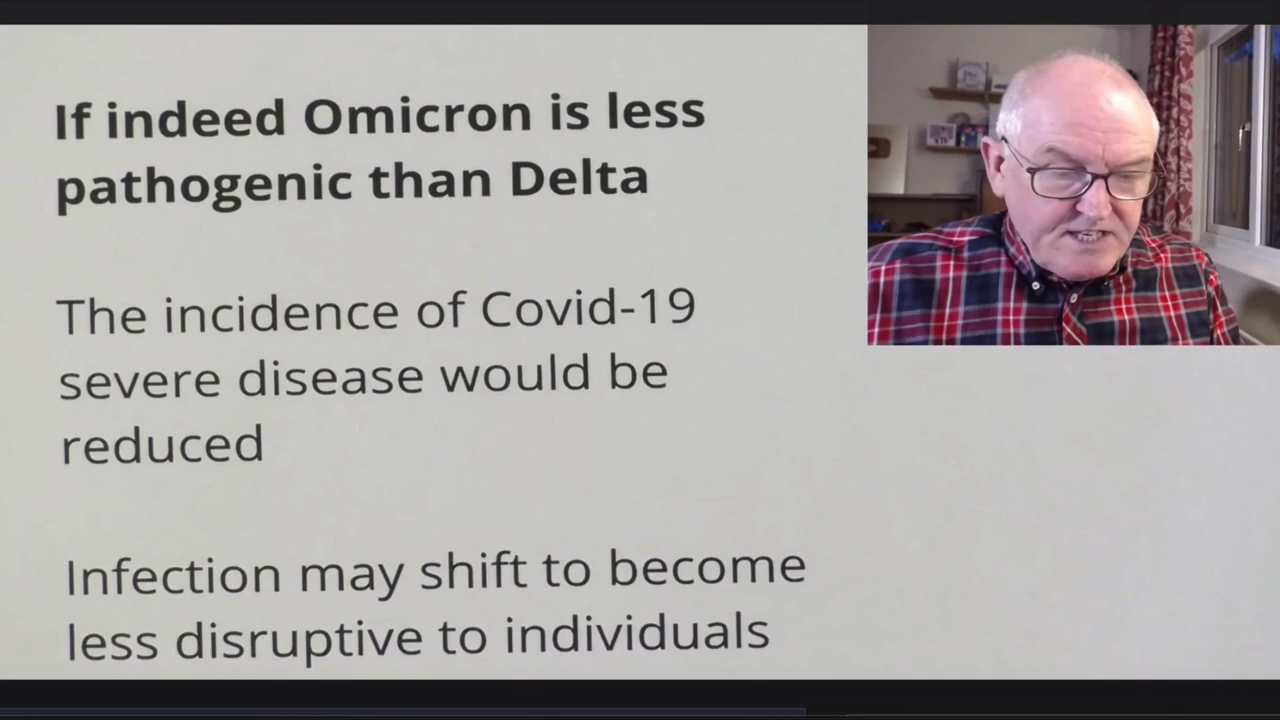 If indeed Omicron is less
pathogenic than Delta
The incidence of Covid-19
severe disease would be
reduced
Infection may shift to become
less disruptive to individuals